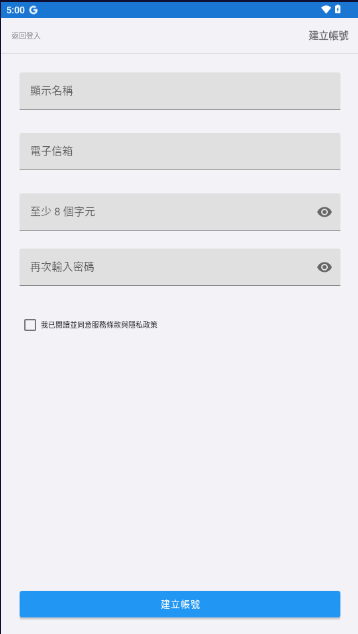 5:00 G
返回登入
建立帳號
顯示名稱
電子信箱
至少 8 個字元
再次輸入密碼
我已閱讀並同意服務條款與隱私政策
建立帳號